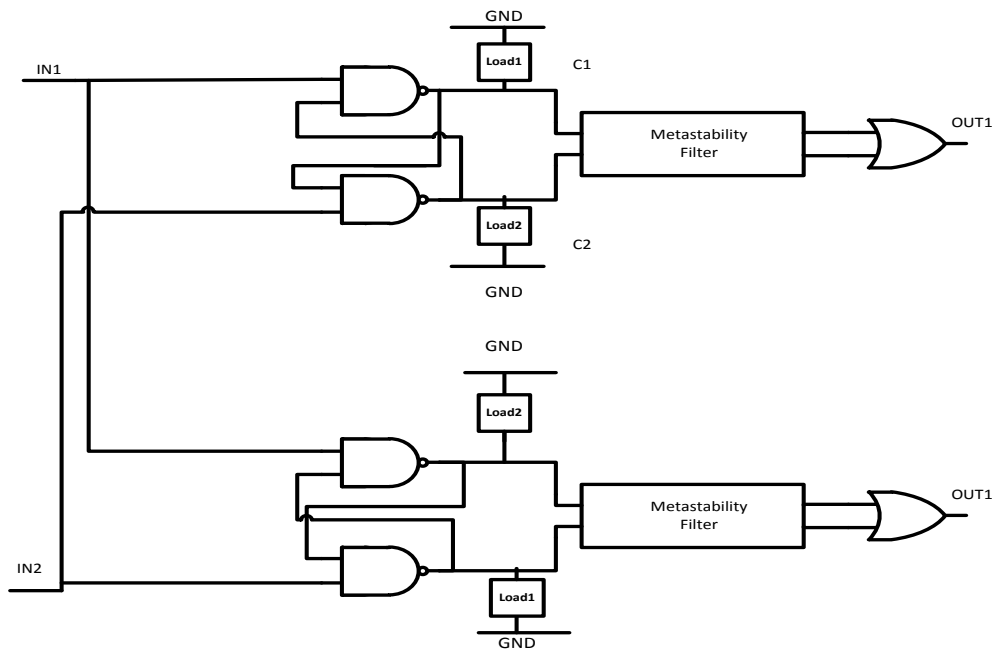 GND
IN1
Load1
C1
Metastability
Filter
OUT1
Load2
C2
GND
GND
Load2
Metastability
Filter
OUT1
IN2
Load1
GND